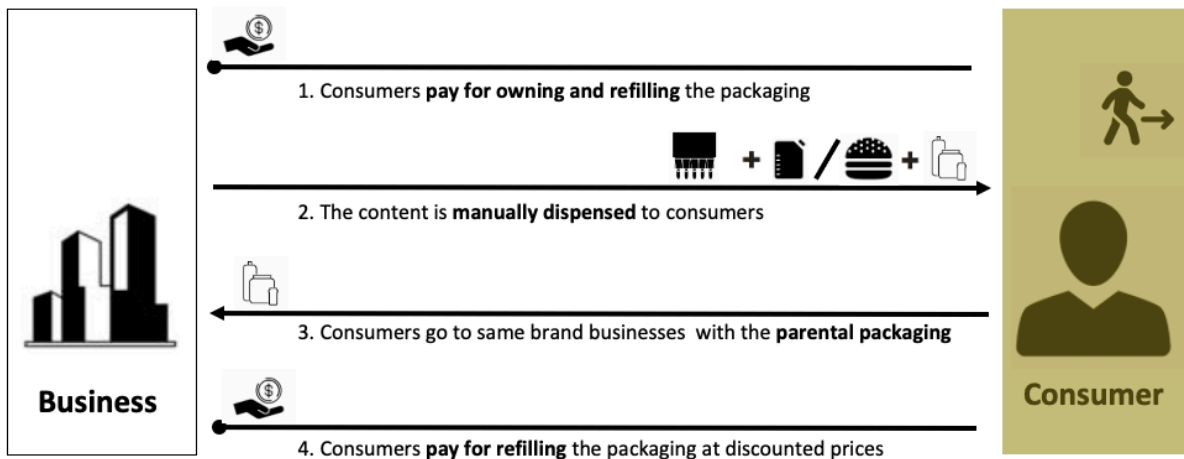 1. Consumers pay for owning and refilling the packaging
2. The content is manually dispensed to consumers
3. Consumers go to same brand businesses with the parental packaging
Business
Consumer
4. Consumers pay for refilling the packaging at discounted prices